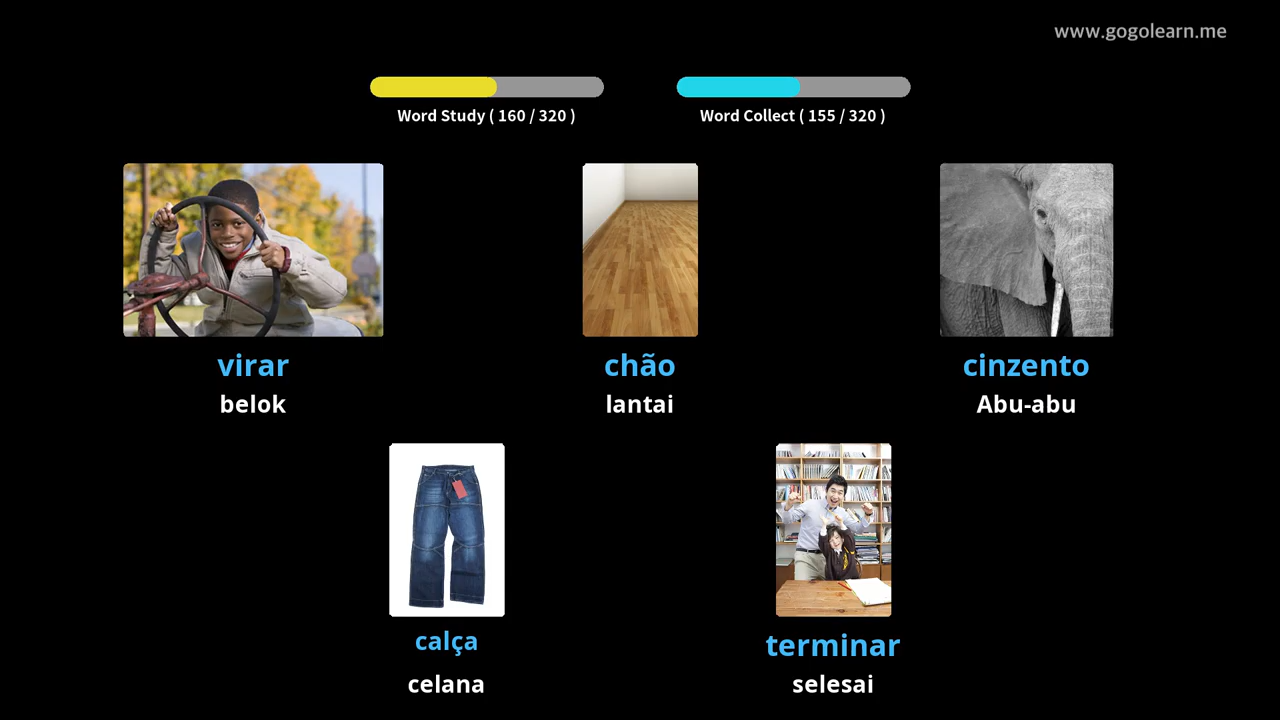 www.gogolearn.me
Word Study ( 160 / 320 )
Word Collect ( 155 / 320 )
virar
chão
cinzento
belok
lantai
Abu-abu
calça
terminar
celana
selesai